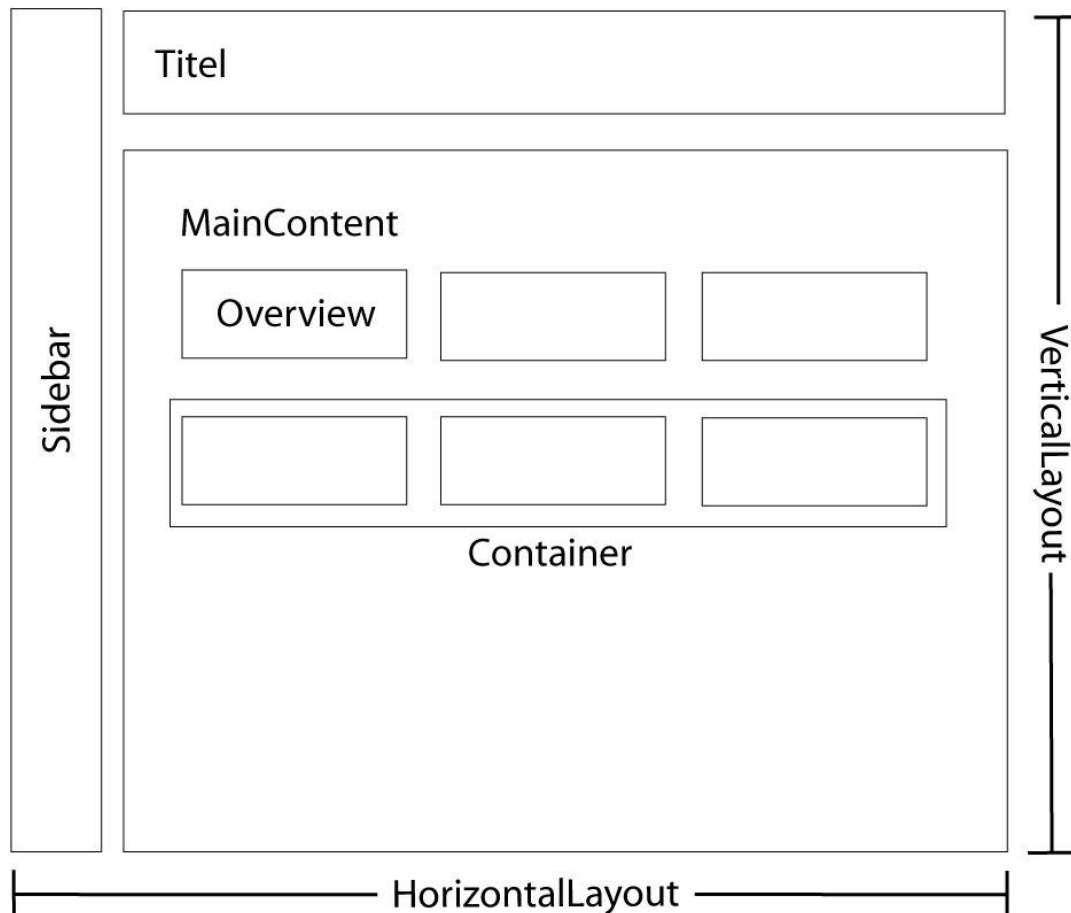 Titel
MainContent
Overview
Sidebar
Container
VerticalLayout
HorizontalLayout